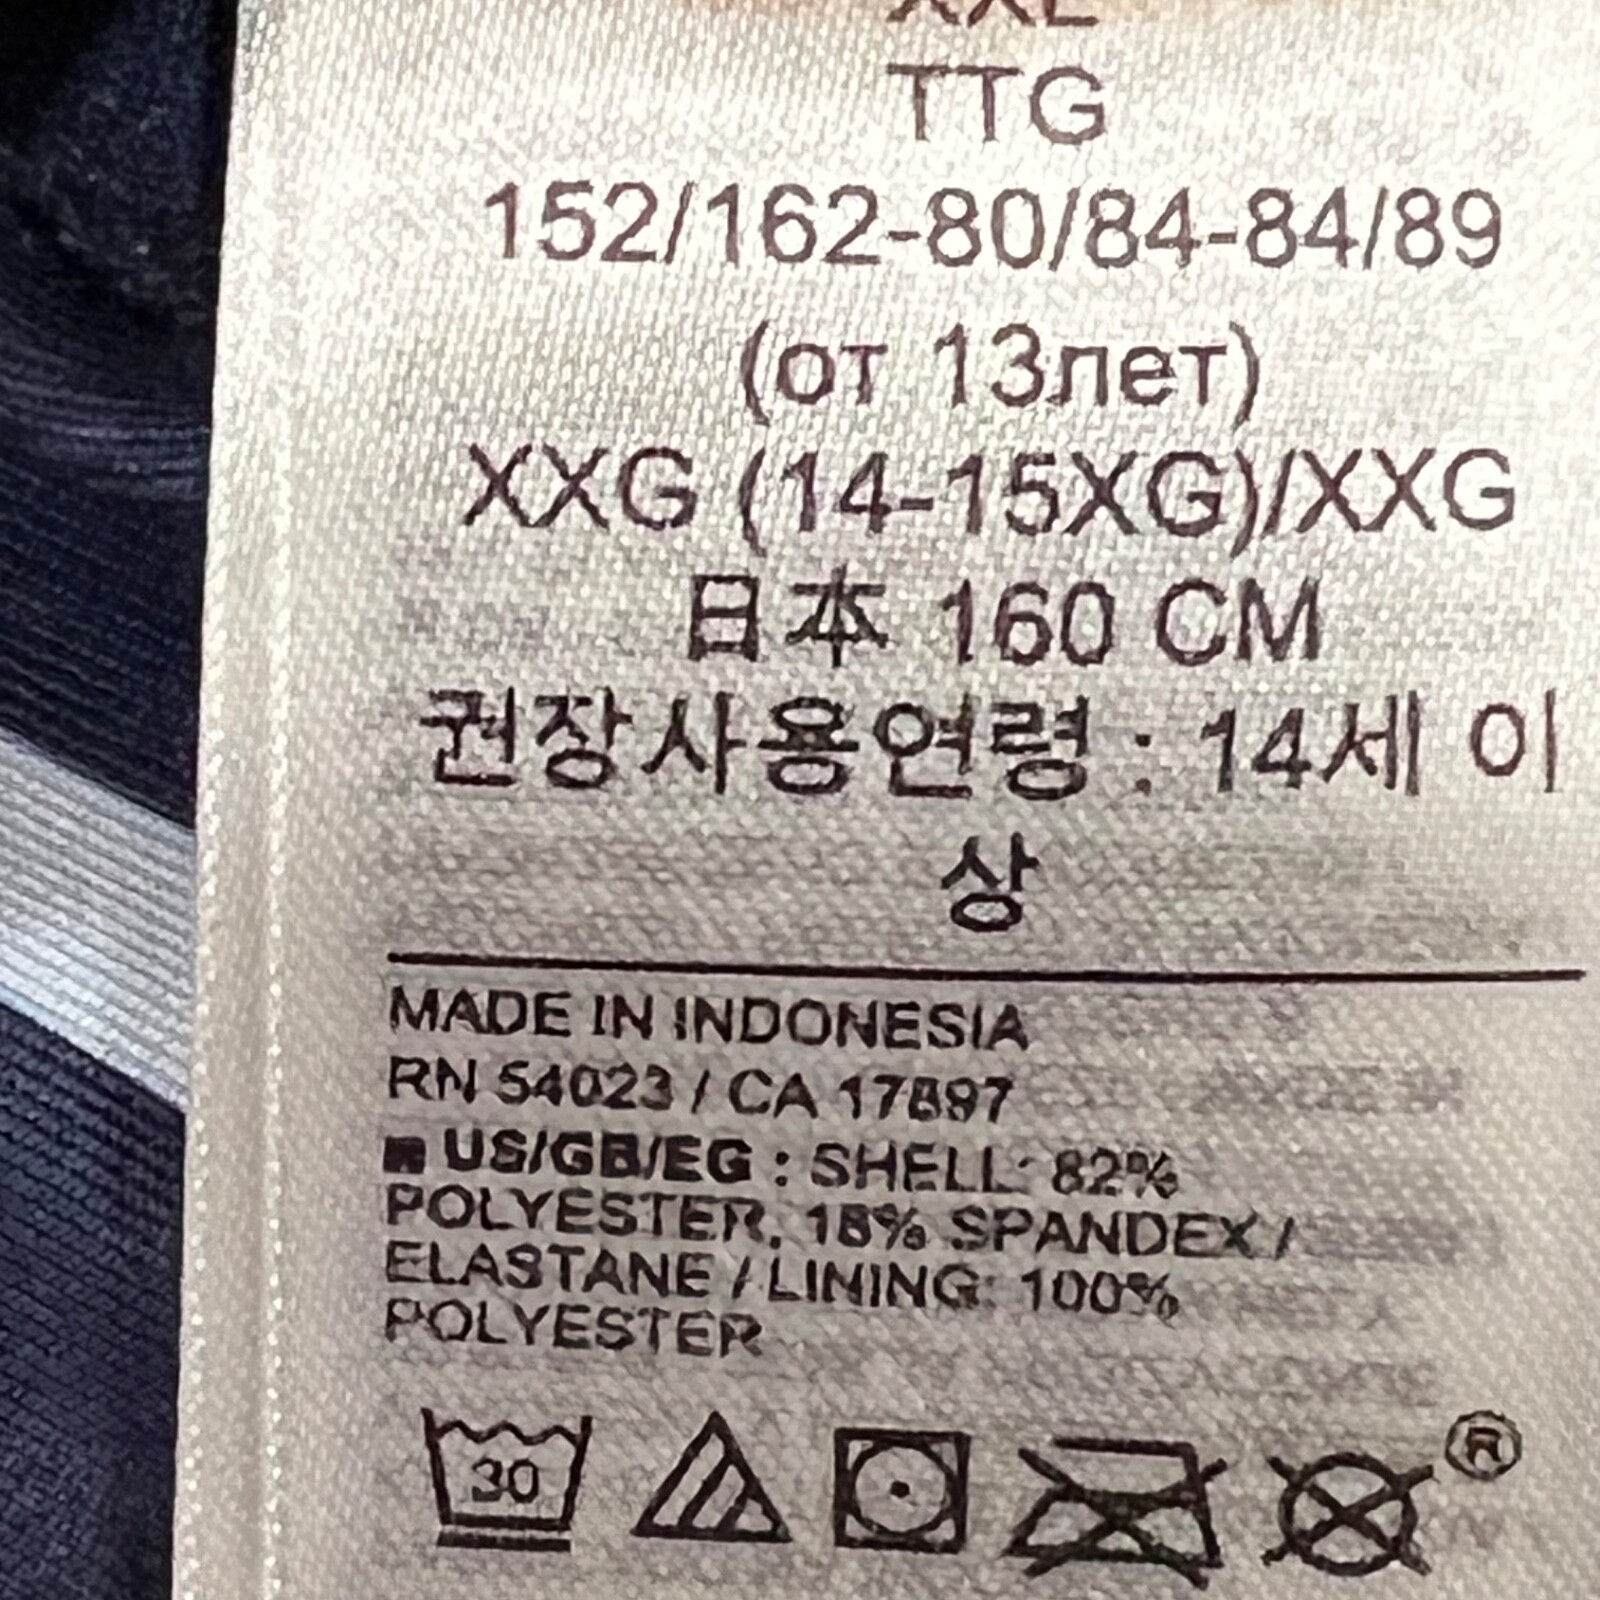 XXL
TTG
152/162-80/84-84/89
(от 13лет)
XXG (14-15XG)/XXG
日本 160 CM
권장사용연령 : 14세 이
상
MADE IN INDONESIA
RN 54023 / CA 17897
US/GB/EG : SHELL: 82%
POLYESTER, 18% SPANDEX /
ELASTANE / LINING: 100%
POLYESTER
30
®